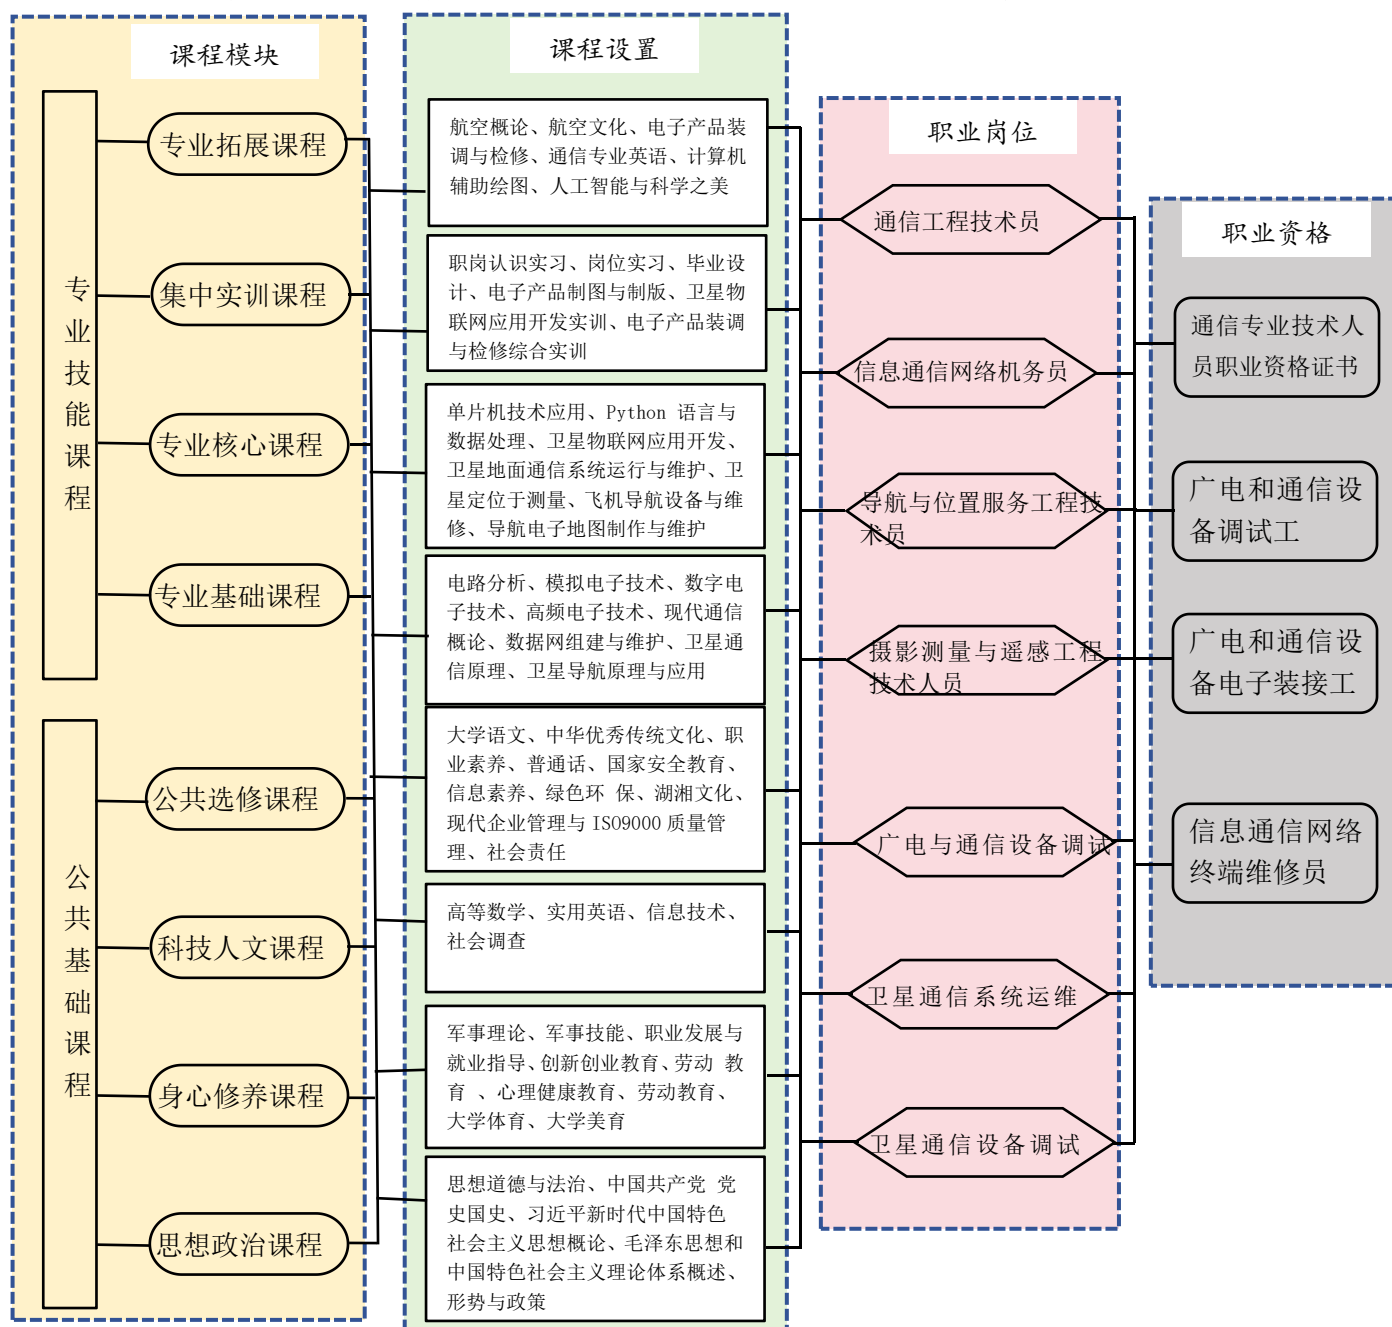 课程模块
专业技能课程
专业拓展课程
集中实训课程
专业核心课程
专业基础课程
公共基础课程
公共选修课程
科技人文课程
身心修养课程
思想政治课程
课程设置
航空概论、航空文化、电子产品装
调与检修、通信专业英语、计算机
辅助绘图、人工智能与科学之美
职岗认识实习、岗位实习、毕业设
计、电子产品制图与制版、卫星物
联网应用开发实训、电子产品装调
与检修综合实训
单片机技术应用、Python 语言与
数据处理、卫星物联网应用开发、
卫星地面通信系统运行与维护、卫
星定位于测量、飞机导航设备与维
修、导航电子地图制作与维护
电路分析、模拟电子技术、数字电
子技术、高频电子技术、现代通信
概论、数据网组建与维护、卫星通
信原理、卫星导航原理与应用
大学语文、中华优秀传统文化、职
业素养、普通话、国家安全教育、
信息素养、绿色环 保、湖湘文化、
现代企业管理与 ISO9000 质量管
理、社会责任
高等数学、实用英语、信息技术、
社会调查
军事理论、军事技能、职业发展与
就业指导、创新创业教育、劳动 教
育 、心理健康教育、劳动教育、
大学体育、大学美育
思想道德与法治、中国共产党 党
史国史、习近平新时代中国特色
社会主义思想概论、毛泽东思想和
中国特色社会主义理论体系概述、
形势与政策
职业岗位
通信工程技术员
信息通信网络机务员
导航与位置服务工程技
术员
摄影测量与遥感工程
技术人员
广电与通信设备调试
卫星通信系统运维
卫星通信设备调试
职业资格
通信专业技术人
员职业资格证书
广电和通信设
备调试工
广电和通信设
备电子装接工
信息通信网络
终端维修员